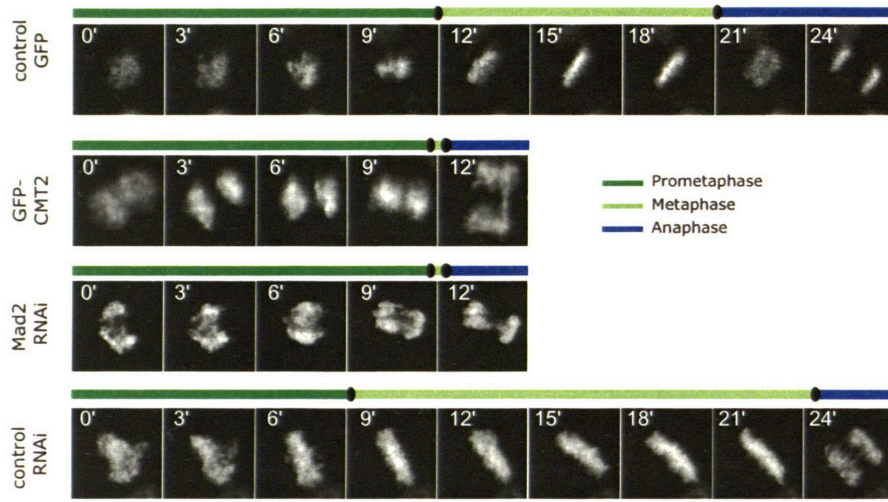 control
GFP
0' 3' 6' 9' 12' 15' 18' 21' 24'
GFP-
CMT2
0' 3' 6' 9' 12'
Prometaphase
Metaphase
Anaphase
Mad2
RNAi
0' 3' 6' 9' 12'
control
RNAi
0' 3' 6' 9' 12' 15' 18' 21' 24'